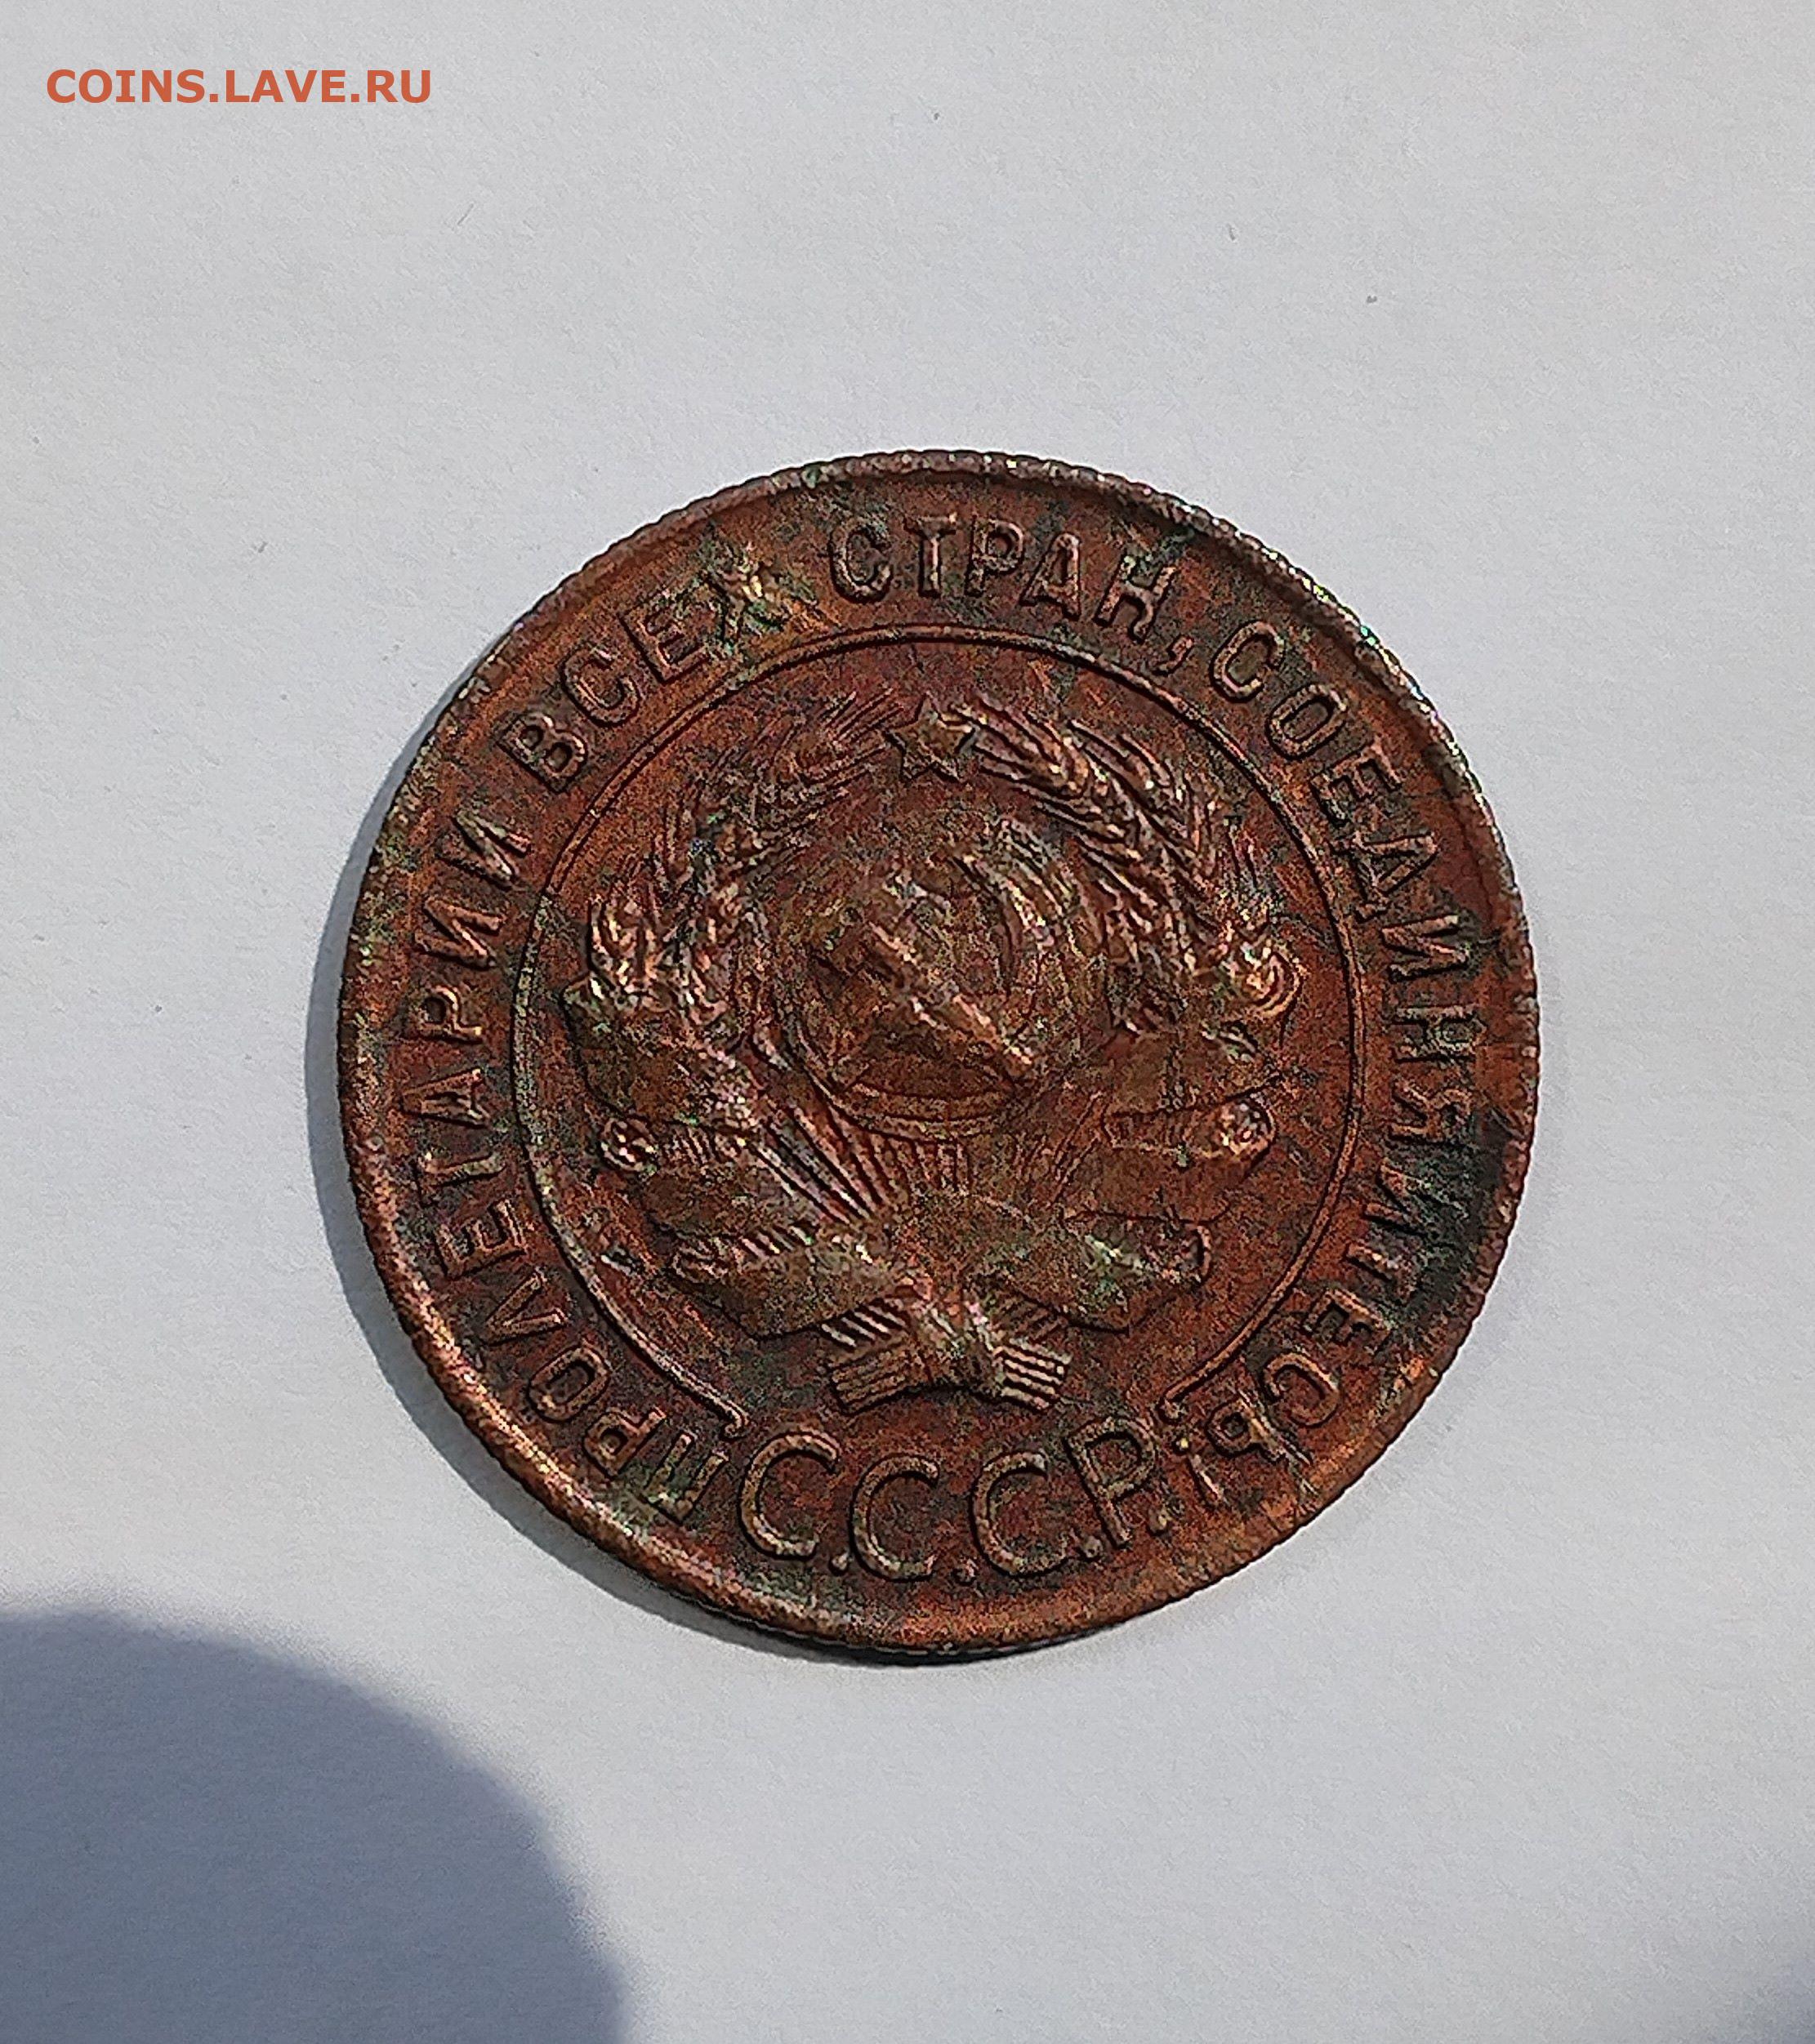 COINS.LAVE.RU
ПРОЛЕТАРИИ ВСЕХ СТРАН, СОЕДИНЯЙТЕСЬ!
С.С.С.Р.